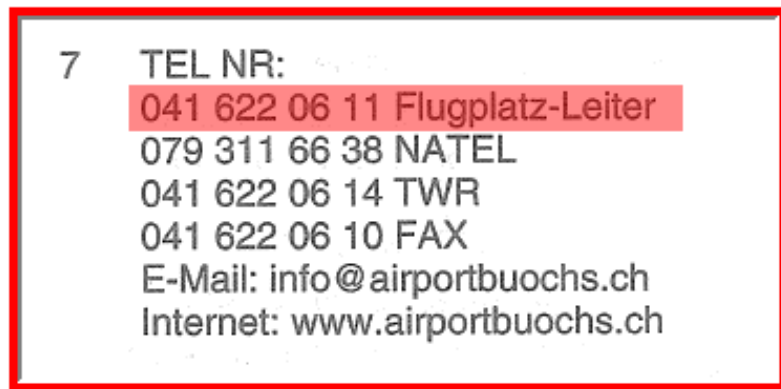 7 TEL NR:
041 622 06 11 Flugplatz-Leiter
079 311 66 38 NATEL
041 622 06 14 TWR
041 622 06 10 FAX
E-Mail: info@airportbuochs.ch
Internet: www.airportbuochs.ch